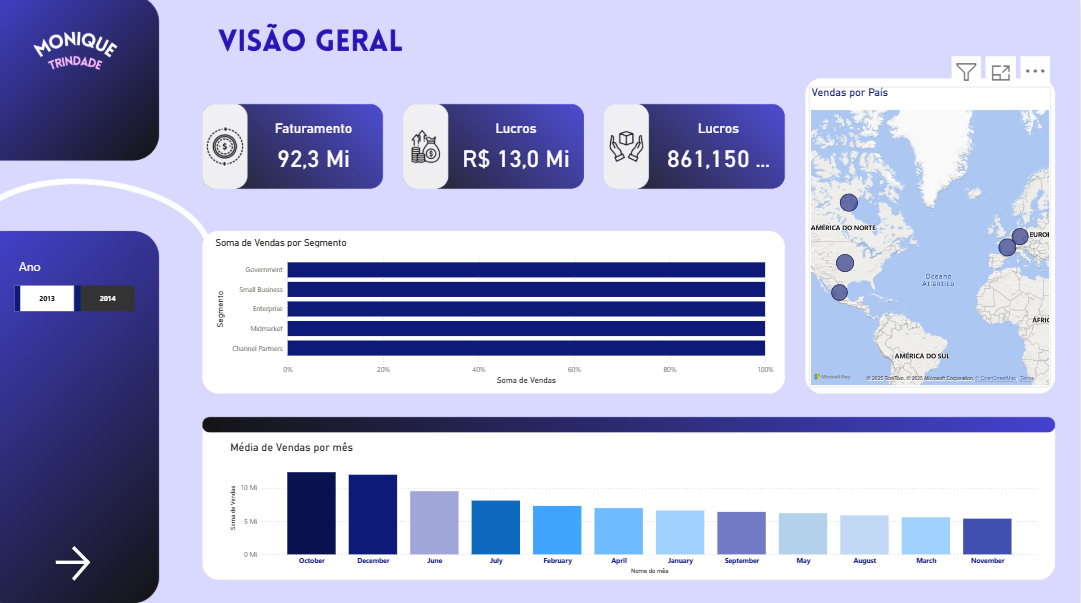 MONIQUE
TRINDADE
VISÃO GERAL
Faturamento
92,3 Mi
Lucros
R$ 13,0 Mi
Lucros
861,150 ...
Vendas por País
AMÉRICA DO NORTE
EUROP
Oceano
Atlântico
ÁFRIC
AMÉRICA DO SUL
Microsoft Bing
© 2025 TomTom, © 2025 Microsoft Corporation, © OpenStreetMap Terms
Ano
2013
2014
Soma de Vendas por Segmento
Segmento
Government
Small Business
Enterprise
Midmarket
Channel Partners
0%
20%
40%
60%
80%
100%
Soma de Vendas
Média de Vendas por mês
Soma de Vendas
10 Mi
5 Mi
0 Mi
October
December
June
July
February
April
January
September
May
August
March
November
Nome do mês